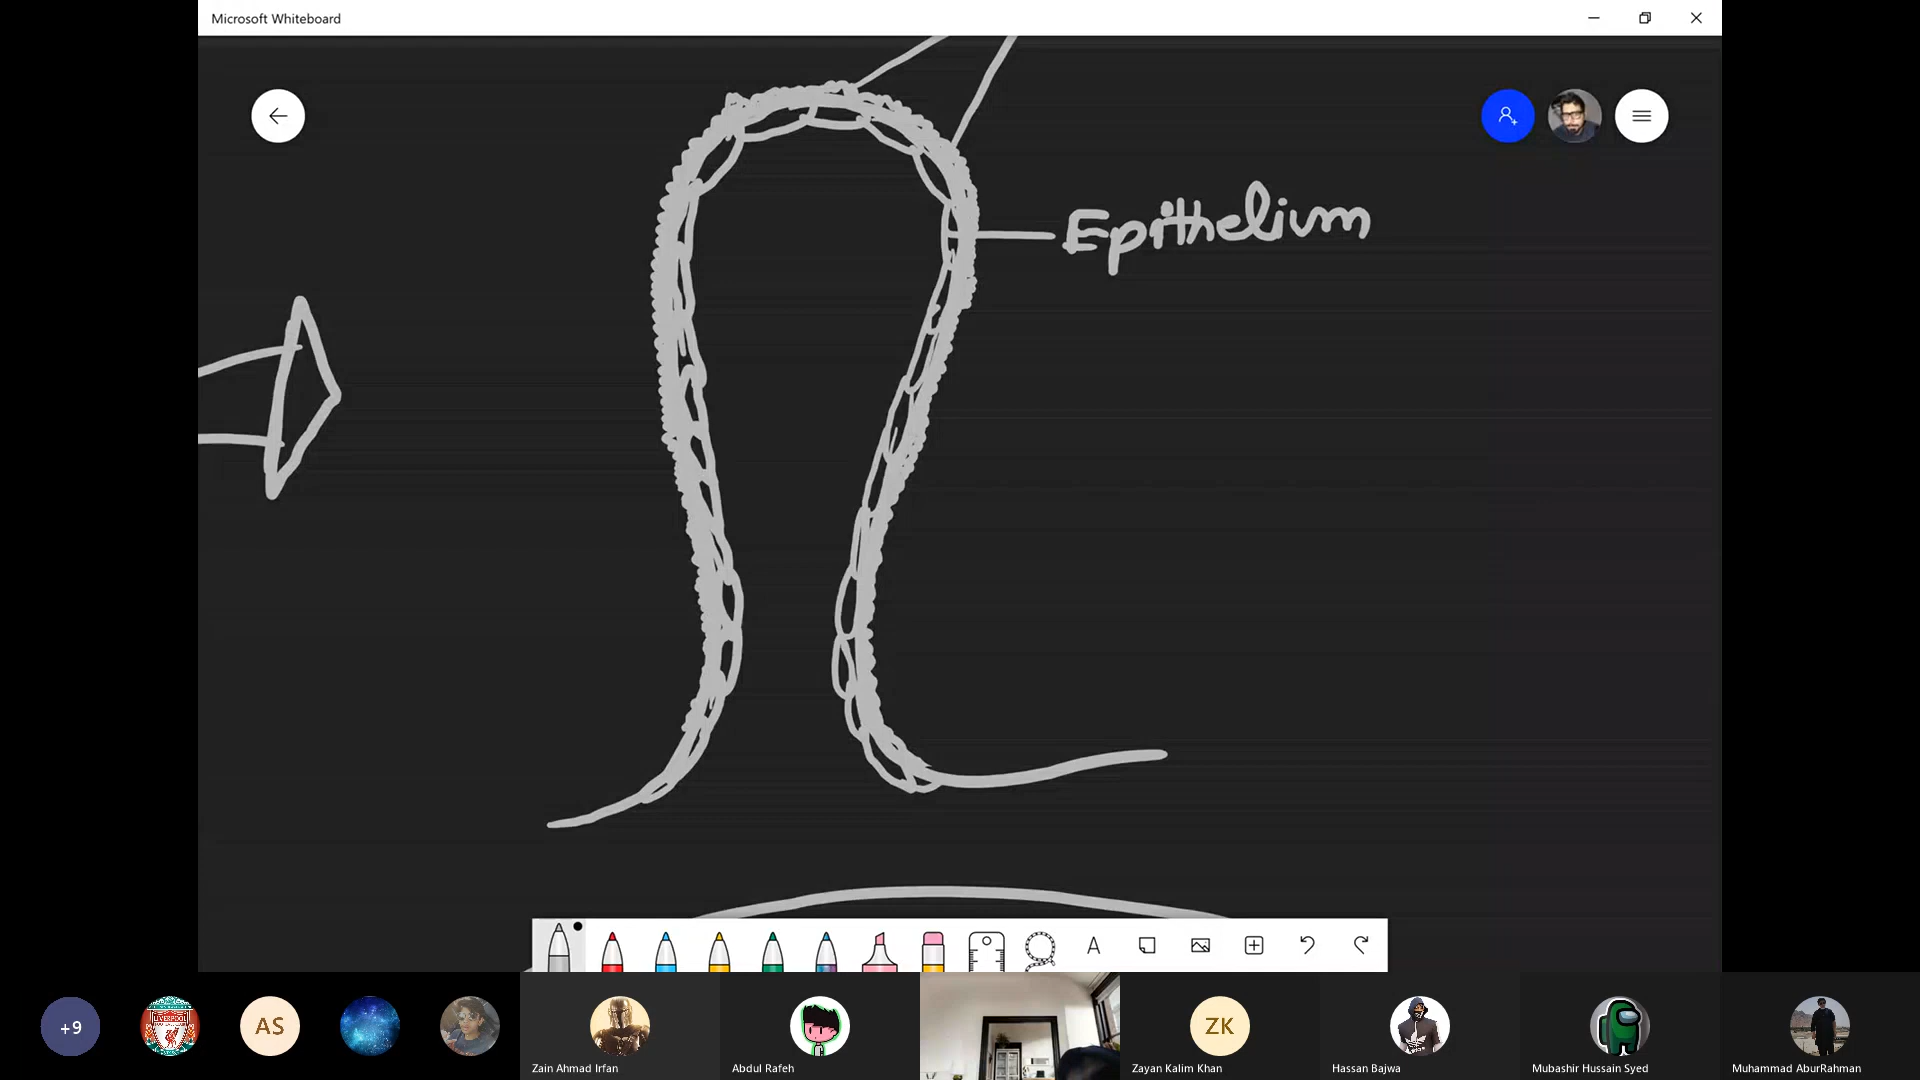 Microsoft Whiteboard
Epithelium
+9
LIVERPOOL
AS
ZK
Zain Ahmad Irfan
Abdul Rafeh
Zayan Kalim Khan
Hassan Bajwa
Mubashir Hussain Syed
Muhammad AburRahman